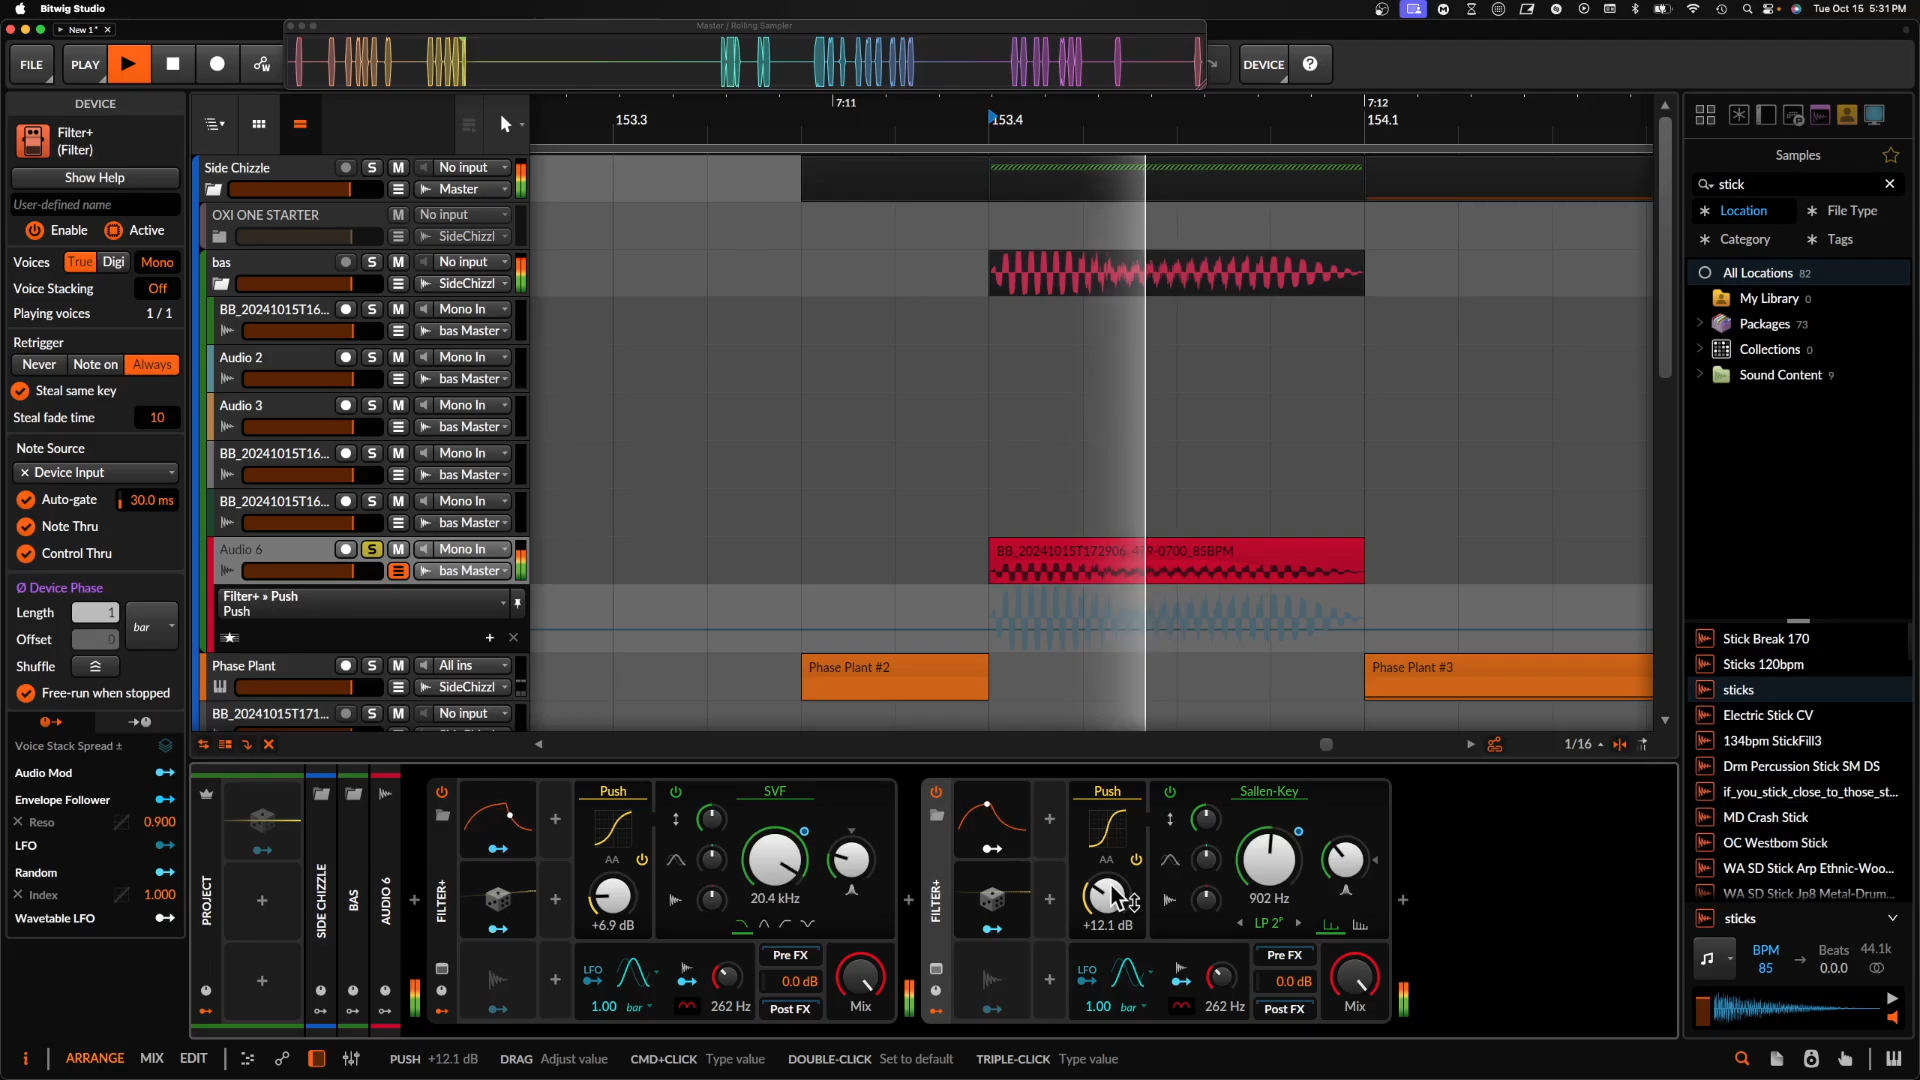 Bitwig Studio
Tue Oct 15 5:31 PM
New 1*
Master / Rolling Sampler
FILE
PLAY
DEVICE
DEVICE
Filter+
(Filter)
Show Help
User-defined name
Enable
Active
Voices
True
Digi
Mono
Voice Stacking
Off
Playing voices
1 / 1
Retrigger
Never
Note on
Always
Steal same key
Steal fade time
10
Note Source
Device Input
Auto-gate
30.0 ms
Note Thru
Control Thru
Ø Device Phase
Length
1
bar
Offset
0
Shuffle
Free-run when stopped
Voice Stack Spread ±
Audio Mod
Envelope Follower
Reso
0.900
LFO
Random
Index
1.000
Wavetable LFO
7:11
7:12
153.3
153.4
154.1
Side Chizzle
S
M
No input
Master
OXI ONE STARTER
M
No input
SideChizzl
bas
S
M
No input
SideChizzl
BB_20241015T16...
S
M
Mono In
bas Master
Audio 2
S
M
Mono In
bas Master
Audio 3
S
M
Mono In
bas Master
BB_20241015T16...
S
M
Mono In
bas Master
BB_20241015T16...
S
M
Mono In
bas Master
Audio 6
S
M
Mono In
bas Master
BB_20241015T172906_479-0700_85BPM
Filter+ » Push
Push
Phase Plant
S
M
All ins
SideChizzl
Phase Plant #2
Phase Plant #3
BB_20241015T171...
S
M
No input
1/16
PROJECT
SIDE CHIZZLE
BAS
AUDIO 6
FILTER+
Push
AA
+6.9 dB
SVF
20.4 kHz
LFO
1.00
bar
262 Hz
Pre FX
0.0 dB
Post FX
Mix
FILTER+
Push
AA
+12.1 dB
Sallen-Key
902 Hz
LP 2ᴾ
LFO
1.00
bar
262 Hz
Pre FX
0.0 dB
Post FX
Mix
Samples
stick
Location
File Type
Category
Tags
All Locations 82
My Library 0
Packages 73
Collections 0
Sound Content 9
Stick Break 170
Sticks 120bpm
sticks
Electric Stick CV
134bpm StickFill3
Drm Percussion Stick SM DS
if_you_stick_close_to_those_st...
MD Crash Stick
OC Westbom Stick
WA SD Stick Arp Ethnic-Woo...
WA SD Stick Jp8 Metal-Drum...
sticks
BPM
85
Beats
0.0.0
44.1k
ARRANGE
MIX
EDIT
PUSH +12.1 dB
DRAG Adjust value
CMD+CLICK Type value
DOUBLE-CLICK Set to default
TRIPLE-CLICK Type value